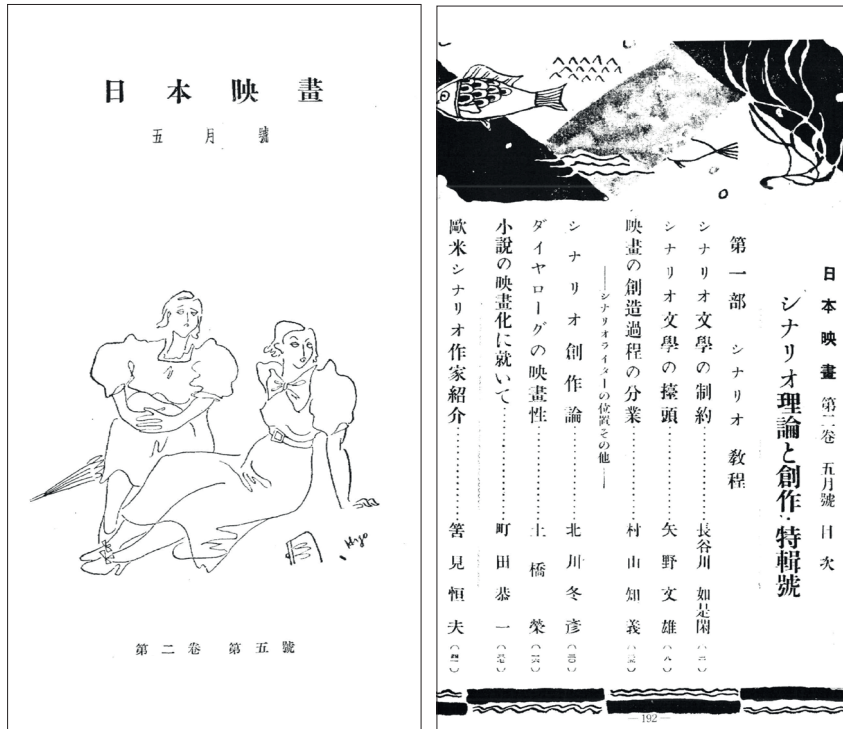 日本映畫
五月號
Hyo
第二卷 第五號
日本映畫 第二卷 五月號 目次
シナリオ理論と創作・特輯號
第一部 シナリオ教程
シナリオ文學の制約…………長谷川 如是閑(二)
シナリオ文學の擡頭…………矢野文雄(八)
映畫の創造過程の分業…………村山知義
——シナリオライターの位置その他——
シナリオ創作論…………北川冬彥
ダイヤローグの映畫性…………土橋榮
小說の映畫化に就いて…………町田恭一
歐米シナリオ作家紹介…………筈見恒夫
— 192 —